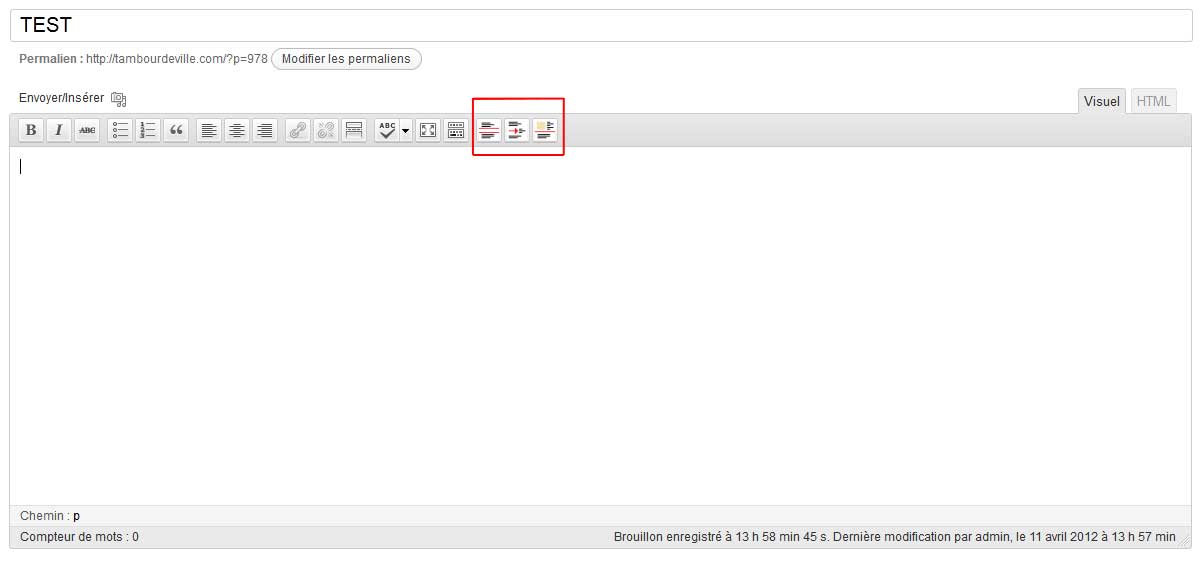 TEST
Permalien : http://tambourdeville.com/?p=978 Modifier les permaliens
Envoyer/Insérer
Visuel HTML
B I ABC ABC
Chemin : p
Compteur de mots : 0
Brouillon enregistré à 13 h 58 min 45 s. Dernière modification par admin, le 11 avril 2012 à 13 h 57 min